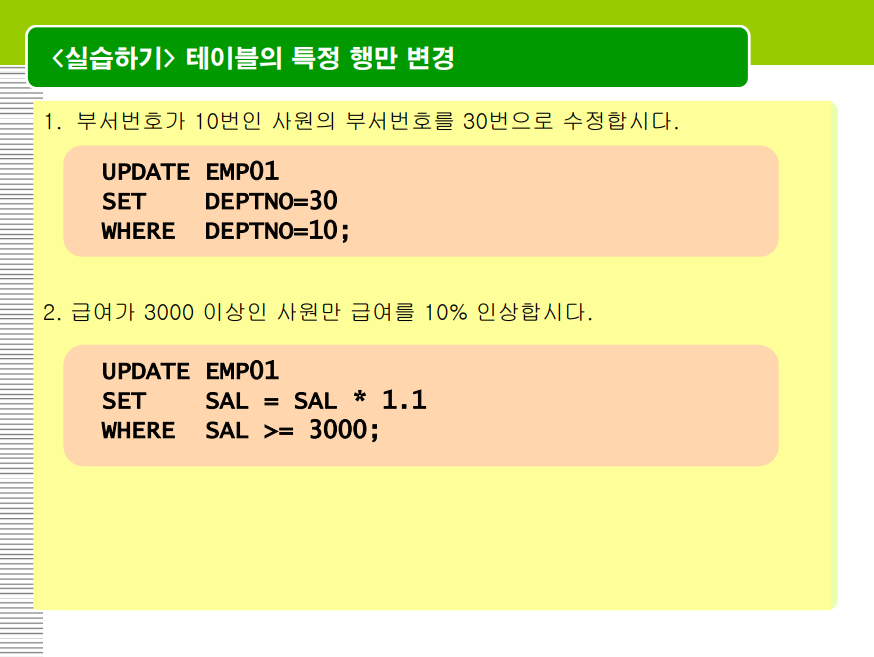 <실습하기> 테이블의 특정 행만 변경
1. 부서번호가 10번인 사원의 부서번호를 30번으로 수정합시다.
UPDATE EMP01
SET DEPTNO=30
WHERE DEPTNO=10;
2. 급여가 3000 이상인 사원만 급여를 10% 인상합시다.
UPDATE EMP01
SET SAL = SAL * 1.1
WHERE SAL >= 3000;